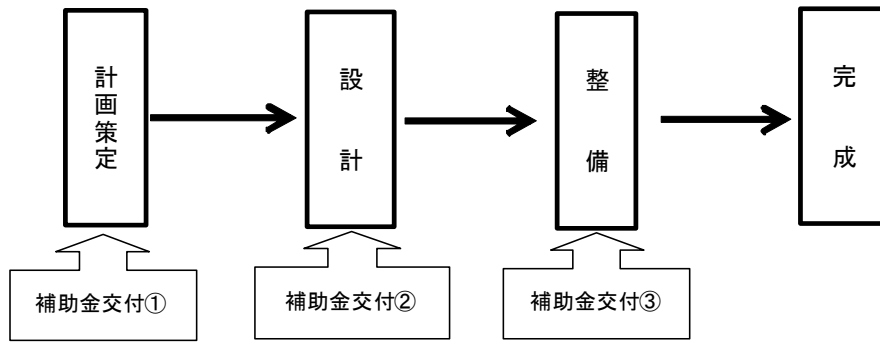 計画策定
設計
整備
完成
補助金交付①
補助金交付②
補助金交付③